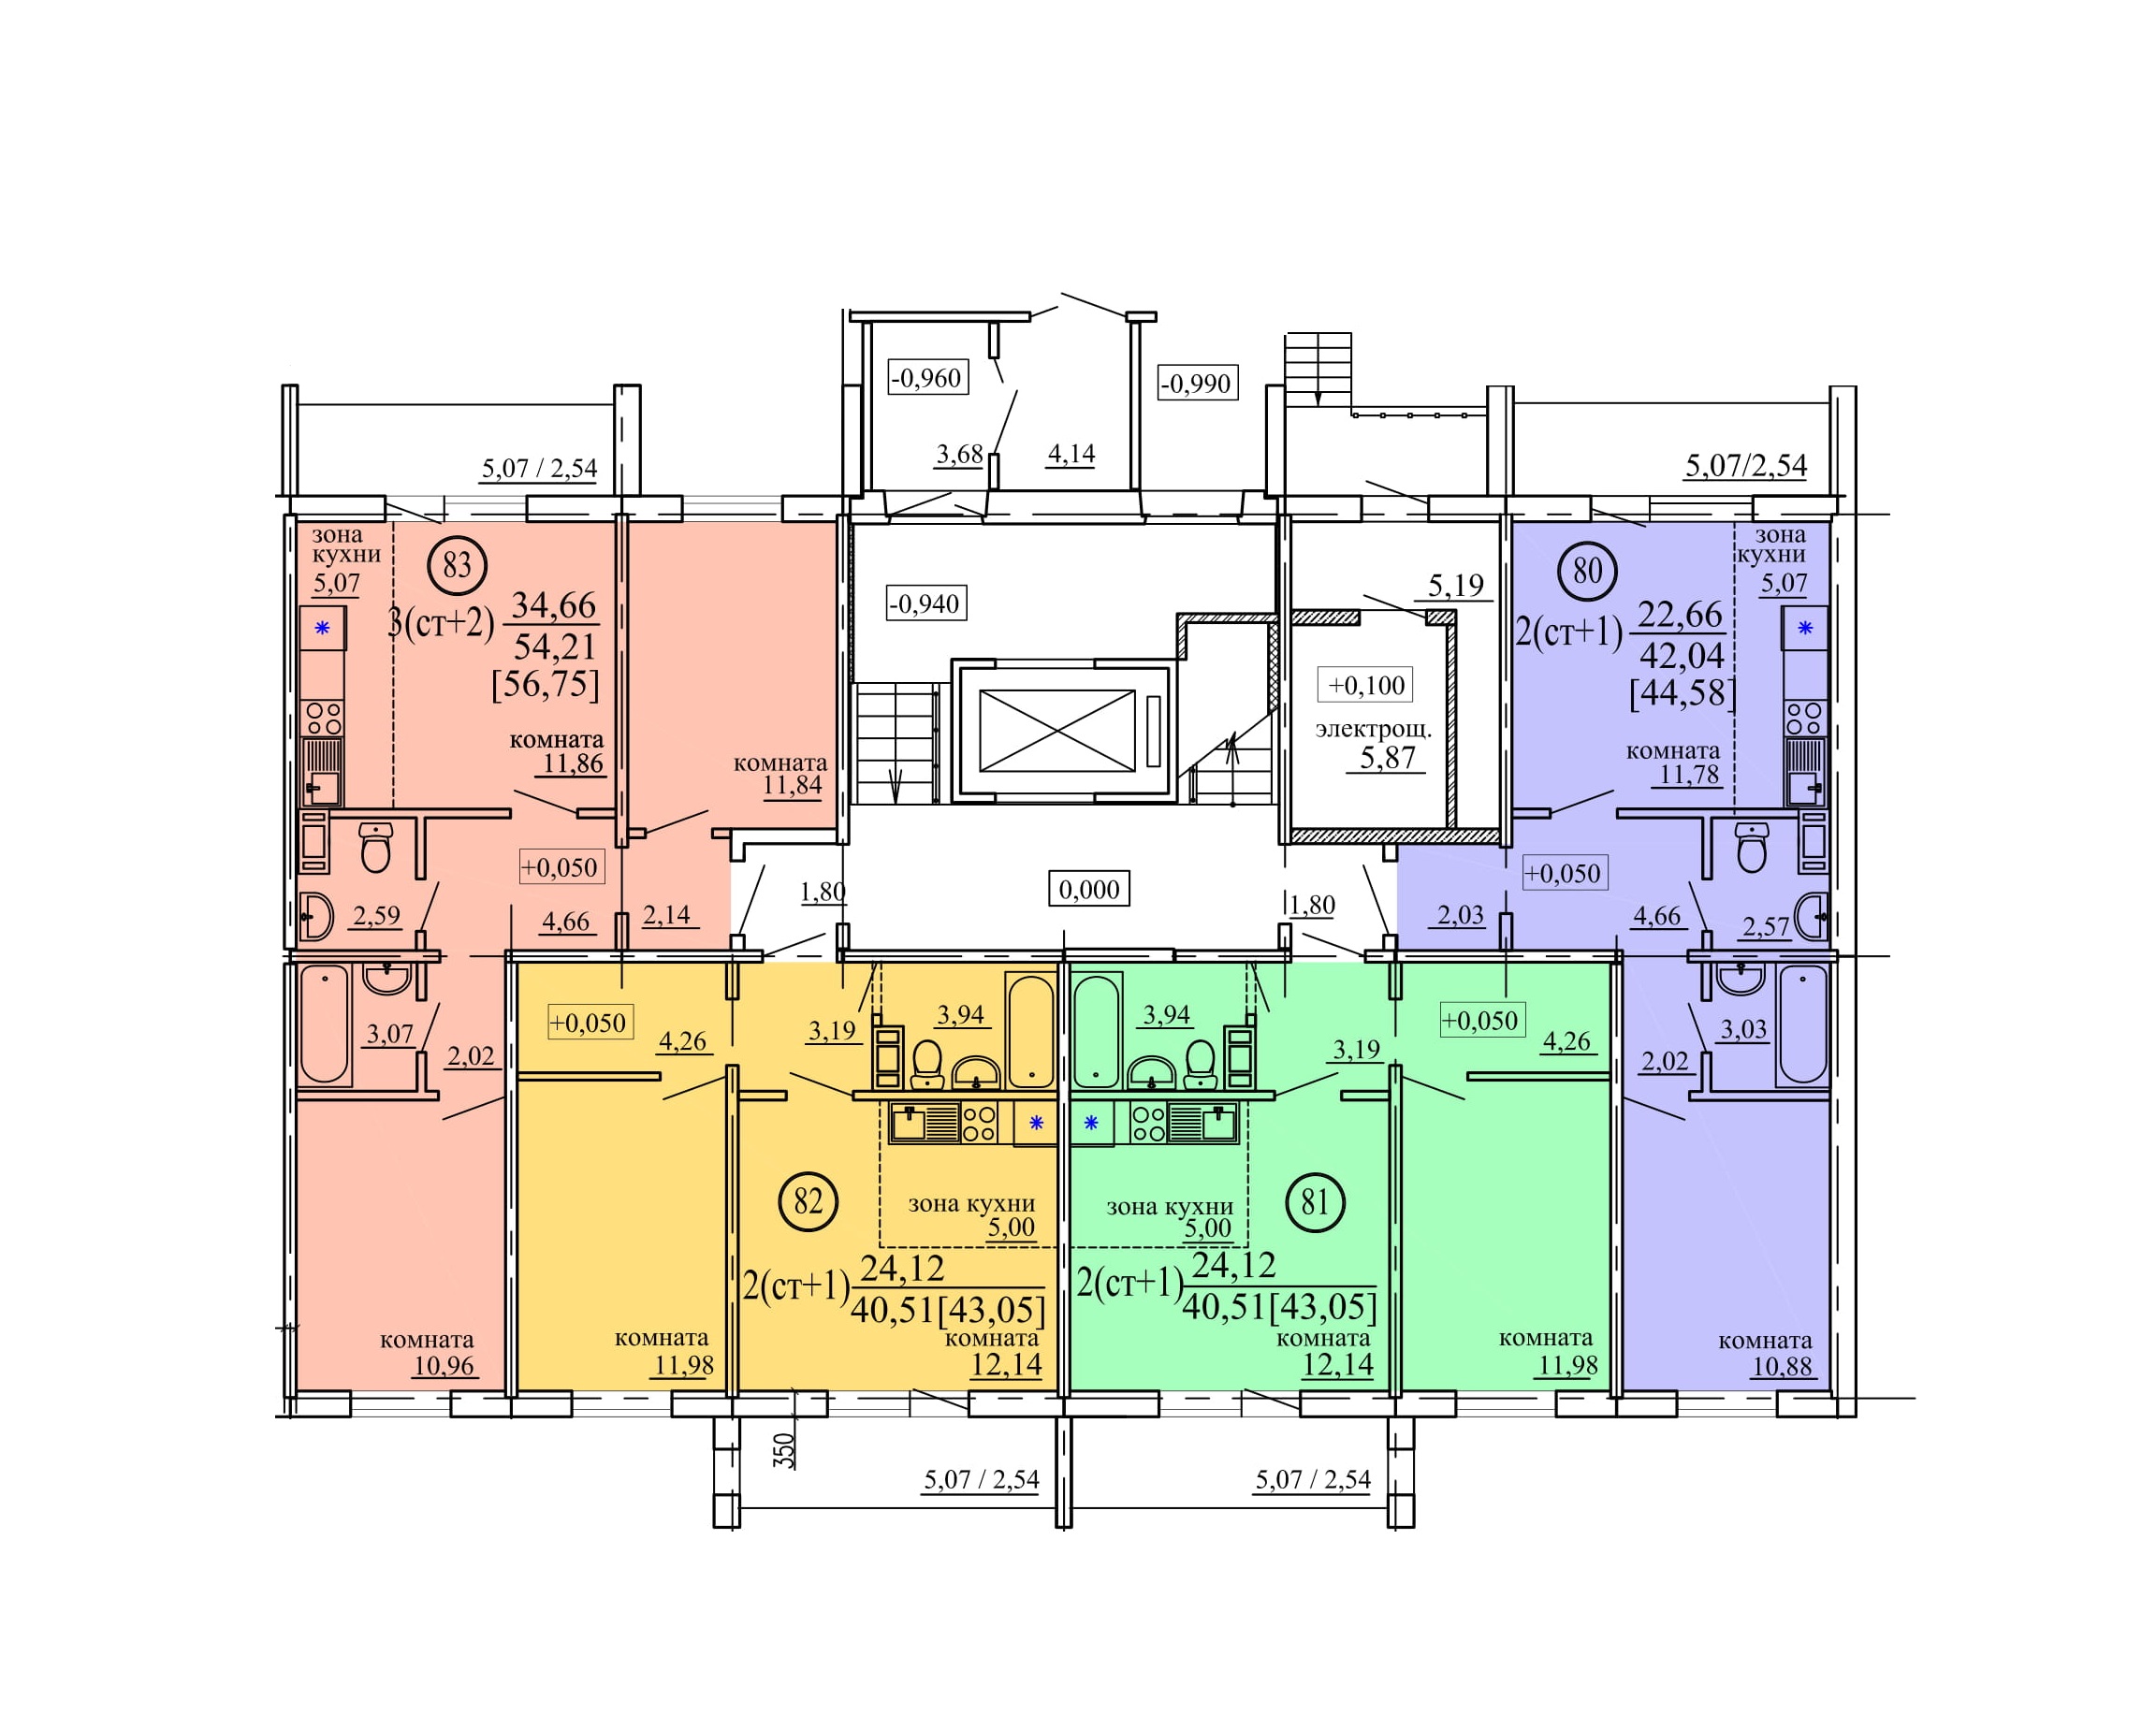 -0,960
-0,990
3,68
4,14
5,07 / 2,54
5,07/2,54
зона
кухни
5,07
83
3(ст+2)
34,66
54,21
[56,75]
комната
11,86
комната
11,84
-0,940
5,19
+0,100
электрощ.
5,87
80
зона
кухни
5,07
2(ст+1)
22,66
42,04
[44,58]
комната
11,78
+0,050
2,59
4,66
2,14
1,80
0,000
1,80
2,03
+0,050
4,66
2,57
3,07
2,02
+0,050
4,26
3,19
3,94
3,94
3,19
+0,050
4,26
2,02
3,03
82
зона кухни
5,00
2(ст+1)
24,12
40,51[43,05]
комната
12,14
81
зона кухни
5,00
2(ст+1)
24,12
40,51[43,05]
комната
12,14
комната
10,96
комната
11,98
комната
11,98
комната
10,88
350
5,07 / 2,54
5,07 / 2,54